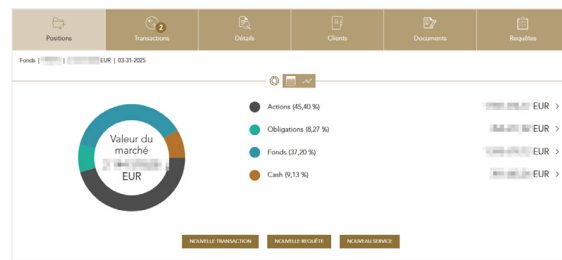 Positions
2
Transactions
Détails
Clients
Documents
Requêtes
Fonds | | EUR | 03-31-2025
Valeur du
marché
EUR
Actions (45,40 %) EUR >
Obligations (8,27 %) EUR >
Fonds (37,20 %) EUR >
Cash (9,13 %) EUR >
NOUVELLE TRANSACTION
NOUVELLE REQUÊTE
NOUVEAU SERVICE